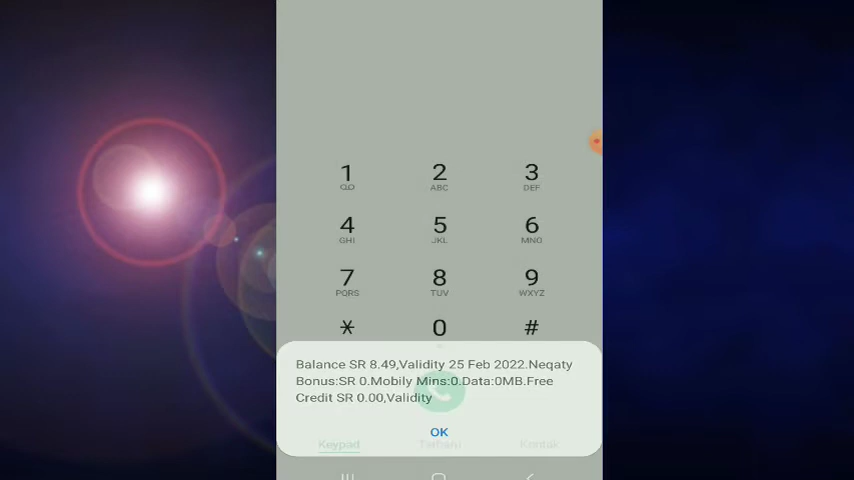 1 2 3
ABC DEF
4 5 6
GHI JKL MNO
7 8 9
PQRS TUV WXYZ
* 0 #
Balance SR 8.49,Validity 25 Feb 2022.Neqaty
Bonus:SR 0.Mobily Mins:0.Data:0MB.Free
Credit SR 0.00,Validity
OK
Keypad Terbaru Kontak